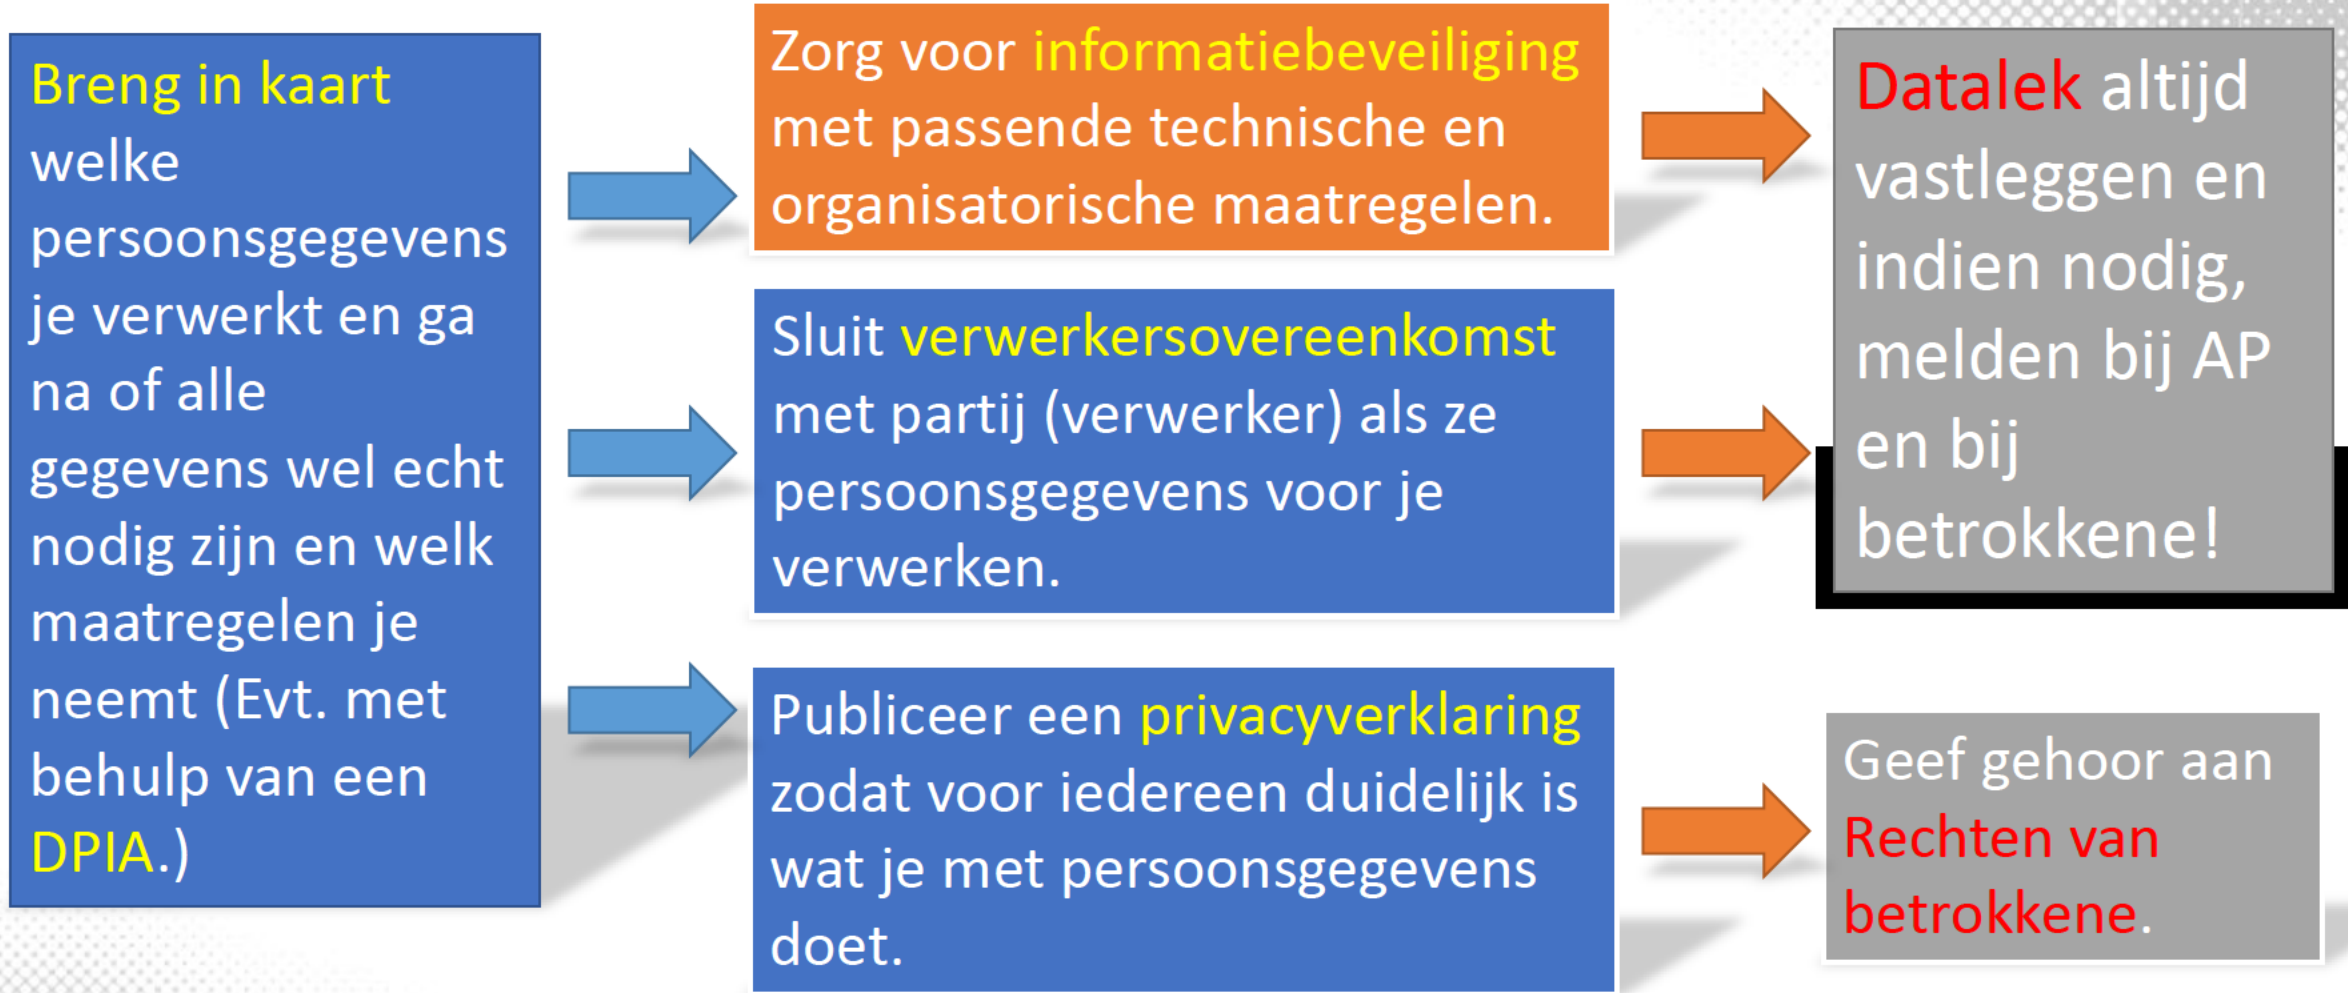 Breng in kaart
welke
persoonsgegevens
je verwerkt en ga
na of alle
gegevens wel echt
nodig zijn en welk
maatregelen je
neemt (Evt. met
behulp van een
DPIA.)
Zorg voor informatiebeveiliging
met passende technische en
organisatorische maatregelen.
Sluit verwerkersovereenkomst
met partij (verwerker) als ze
persoonsgegevens voor je
verwerken.
Publiceer een privacyverklaring
zodat voor iedereen duidelijk is
wat je met persoonsgegevens
doet.
Datalek altijd
vastleggen en
indien nodig,
melden bij AP
en bij
betrokkene!
Geef gehoor aan
Rechten van
betrokkene.